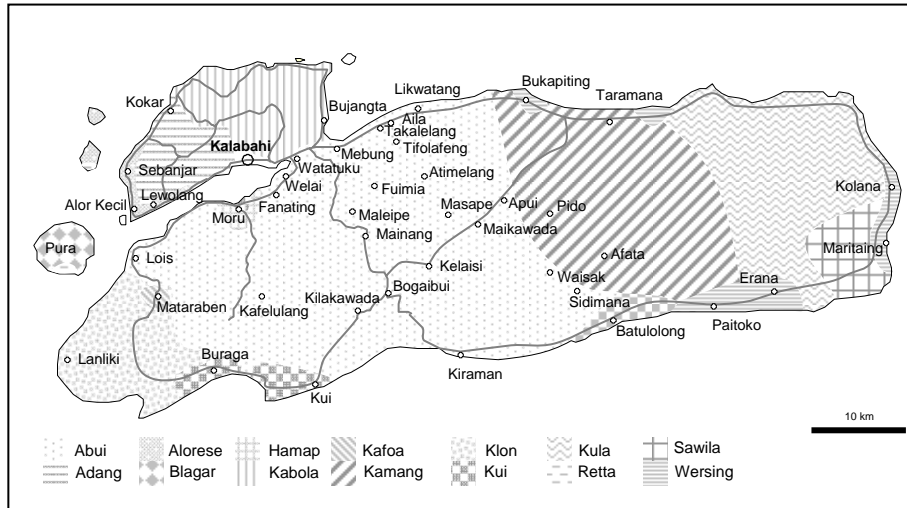 Bukapiting
Likwatang
Taramana
Kokar
Bujangta
Aila
Takalelang
Kalabahi
Tifolafeng
Mebung
Watatuku
Sebanjar
Atimelang
Welai
Fuimia
Kolana
Lewolang
Alor Kecil
Fanating
Masape
Apui
Pido
Moru
Maleipe
Maikawada
Mainang
Pura
Maritaing
Lois
Afata
Kelaisi
Waisak
Erana
Bogaibui
Mataraben
Kafelulang
Kilakawada
Sidimana
Batulolong
Paitoko
Lanliki
Buraga
Kiraman
Kui
10 km
Abui Alorese Hamap Kafoa Klon Kula Sawila
Adang Blagar Kabola Kamang Kui Retta Wersing